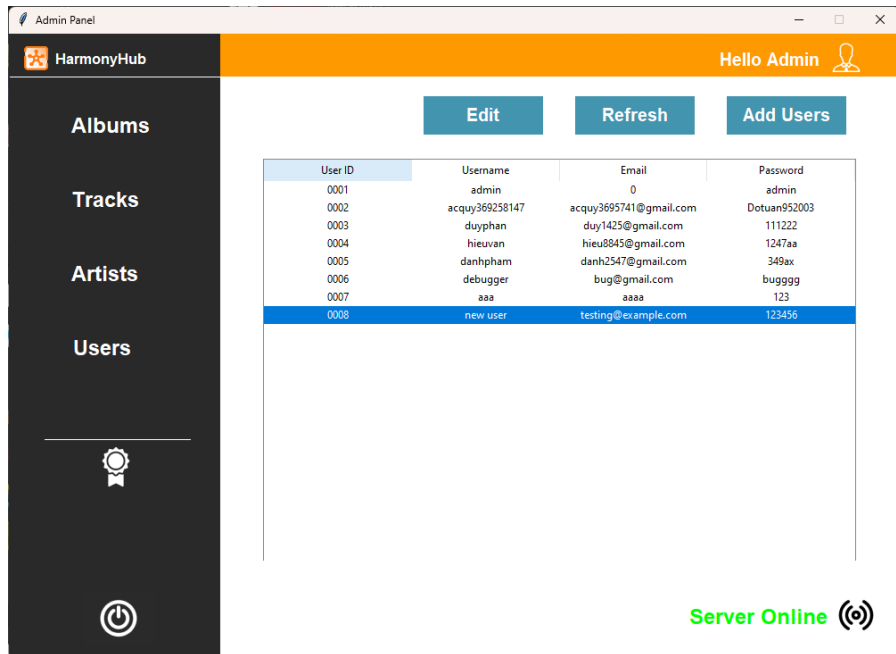 Admin Panel
HarmonyHub
Hello Admin
Albums
Tracks
Artists
Users
Edit Refresh Add Users
User ID Username Email Password
0001 admin 0 admin
0002 acquy369258147 acquy3695741@gmail.com Dotuan952003
0003 duyphan duy1425@gmail.com 111222
0004 hieuvan hieu8845@gmail.com 1247aa
0005 danhpham danh2547@gmail.com 349ax
0006 debugger bug@gmail.com bugggg
0007 aaa aaaa 123
0008 new user testing@example.com 123456
Server Online